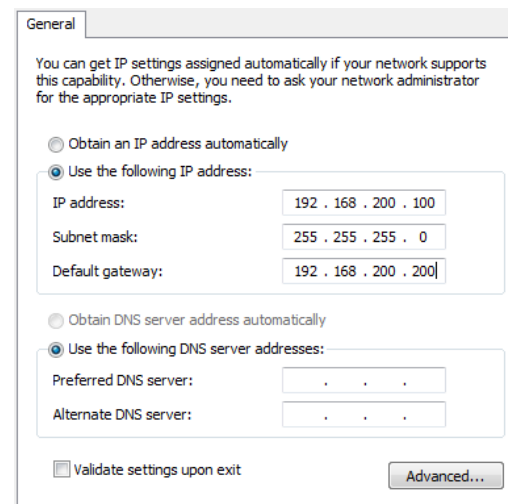 General
You can get IP settings assigned automatically if your network supports
this capability. Otherwise, you need to ask your network administrator
for the appropriate IP settings.
Obtain an IP address automatically
Use the following IP address:
IP address: 192 . 168 . 200 . 100
Subnet mask: 255 . 255 . 255 . 0
Default gateway: 192 . 168 . 200 . 200
Obtain DNS server address automatically
Use the following DNS server addresses:
Preferred DNS server: . . .
Alternate DNS server: . . .
Validate settings upon exit Advanced...